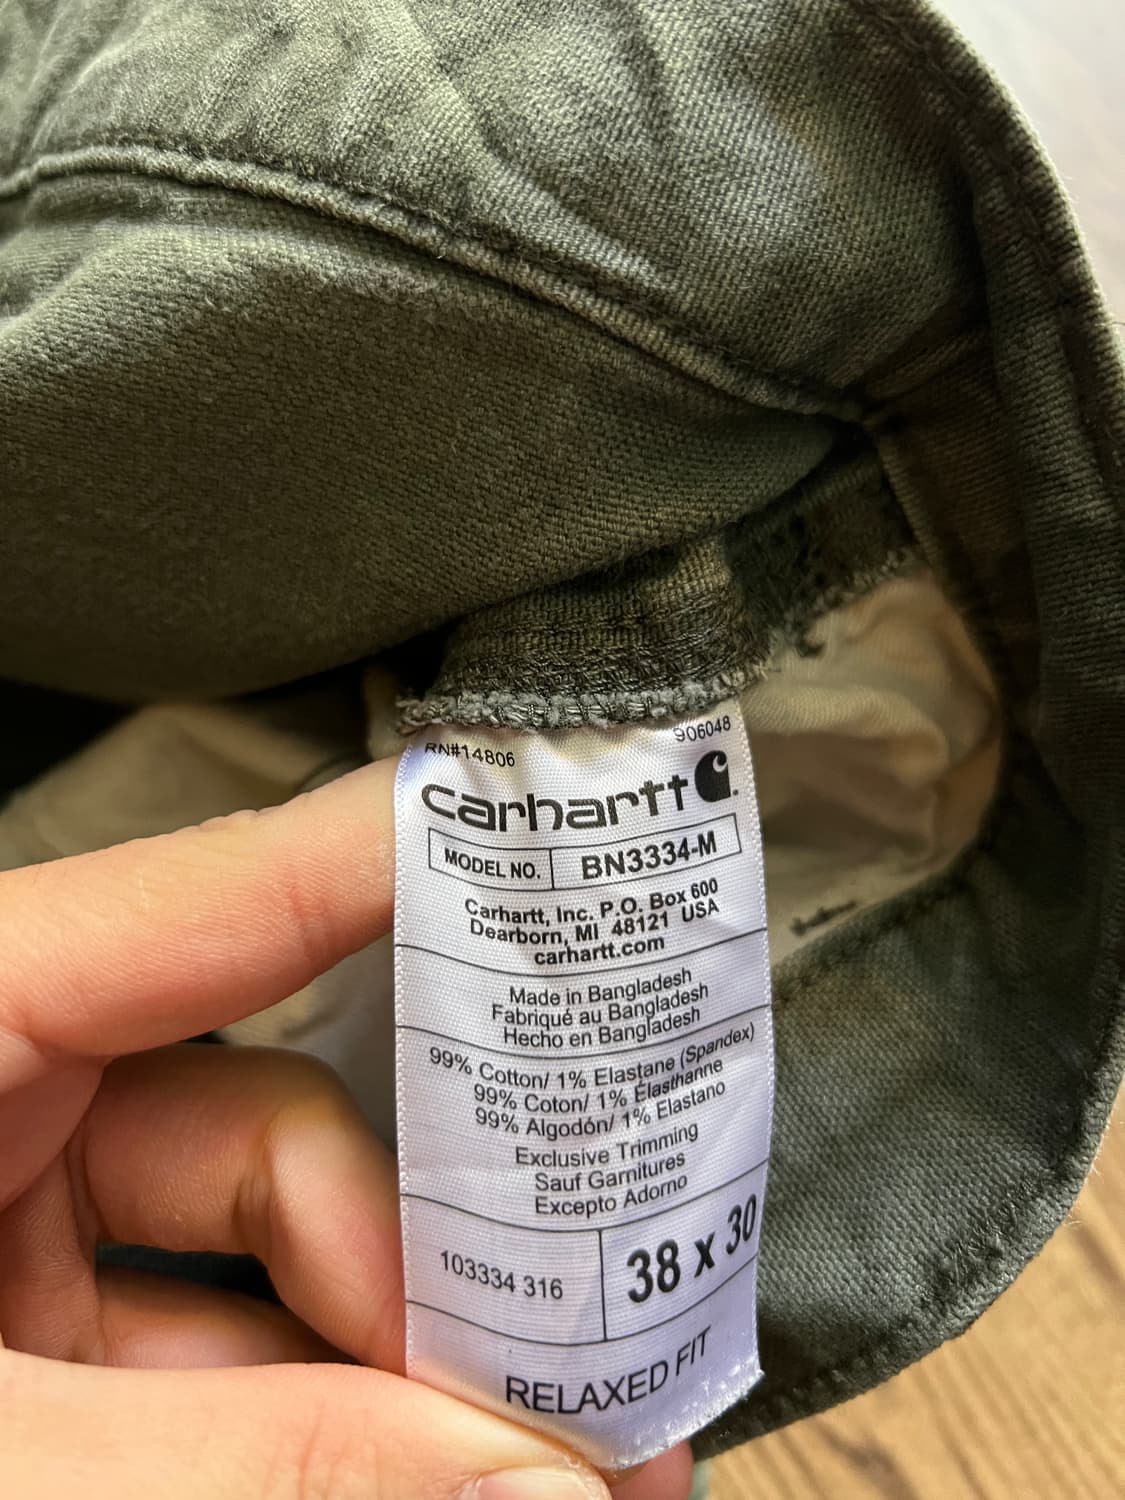 RN#14806 906048
carhartt
MODEL NO. BN3334-M
Carhartt, Inc. P.O. Box 600
Dearborn, MI 48121 USA
carhartt.com
Made in Bangladesh
Fabriqué au Bangladesh
Hecho en Bangladesh
99% Cotton/ 1% Elastane (Spandex)
99% Coton/ 1% Élasthanne
99% Algodón/ 1% Elastano
Exclusive Trimming
Sauf Garnitures
Excepto Adorno
103334 316 38 x 30
RELAXED FIT